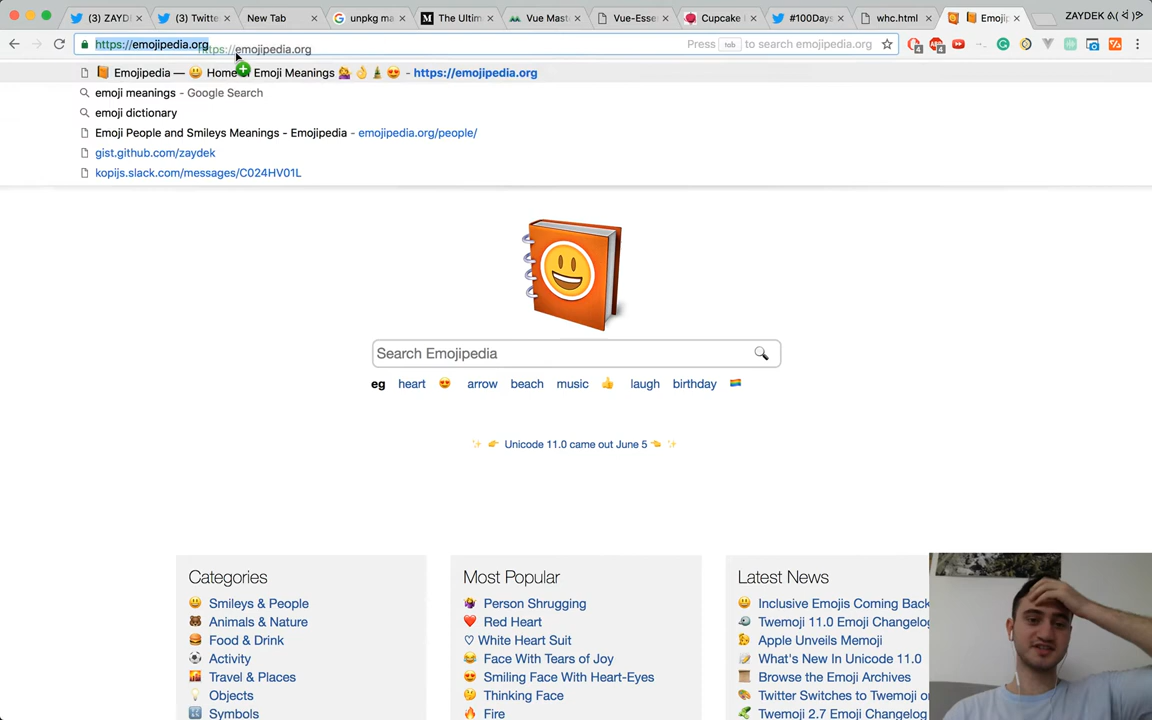 (3) ZAYD
(3) Twitte
New Tab
unpkg ma
The Ultim
Vue Mast
Vue-Esse
Cupcake
#100Days
whc.html
Emoji
ZAYDEK
https://emojipedia.org
https://emojipedia.org
Press tab to search emojipedia.org
4
4
Emojipedia — 😃 Home of Emoji Meanings 💁👌🎍😍 - https://emojipedia.org
emoji meanings - Google Search
emoji dictionary
Emoji People and Smileys Meanings - Emojipedia - emojipedia.org/people/
gist.github.com/zaydek
kopijs.slack.com/messages/C024HV01L
Search Emojipedia
eg heart 😍 arrow beach music 👍 laugh birthday 🏳️‍🌈
✨ 👉 Unicode 11.0 came out June 5 👈 ✨
Categories
😃 Smileys & People
🐻 Animals & Nature
🍔 Food & Drink
⚽ Activity
🌇 Travel & Places
💡 Objects
🔣 Symbols
Most Popular
🤷 Person Shrugging
❤️ Red Heart
♡ White Heart Suit
😂 Face With Tears of Joy
😍 Smiling Face With Heart-Eyes
🤔 Thinking Face
🔥 Fire
Latest News
Inclusive Emojis Coming Back
Twemoji 11.0 Emoji Changelog
Apple Unveils Memoji
What's New In Unicode 11.0
Browse the Emoji Archives
Twitter Switches to Twemoji o
Twemoji 2.7 Emoji Changelog